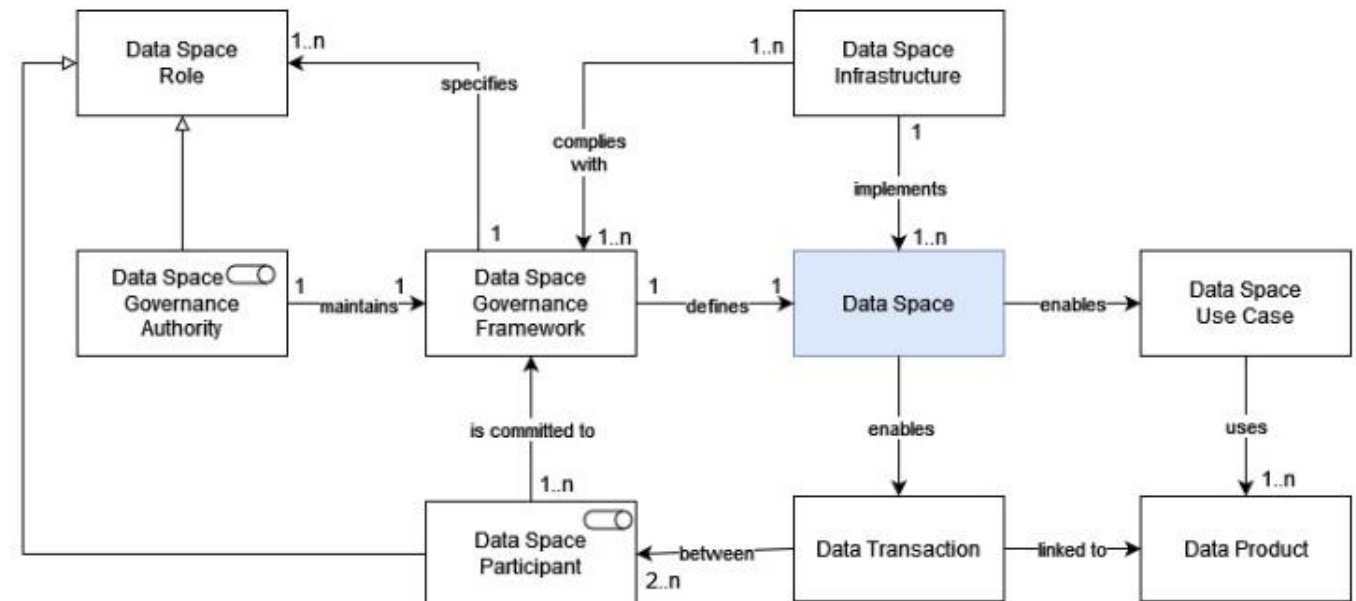 Data Space
Role
1..n
specifies
1..n
Data Space
Infrastructure
complies
with
1
implements
1
1..n
1..n
Data Space
Governance
Authority
1
maintains
1
Data Space
Governance
Framework
1
defines
1
Data Space
enables
Data Space
Use Case
is committed to
enables
uses
1..n
1..n
Data Space
Participant
between
2..n
Data Transaction
linked to
Data Product